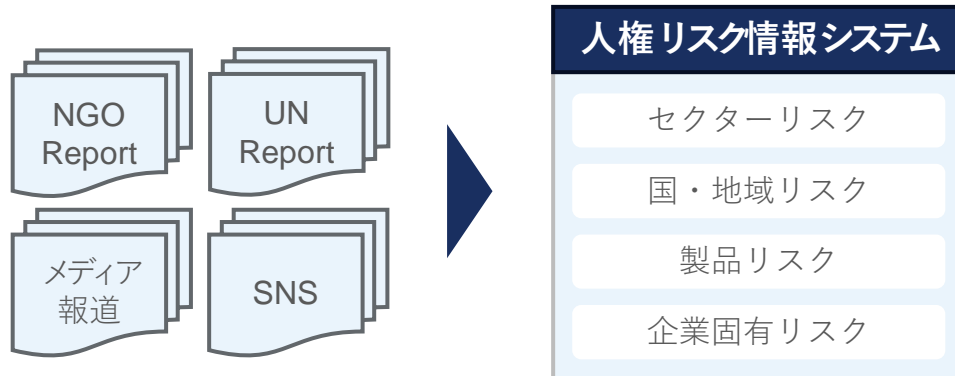 NGO
Report
UN
Report
メディア
報道
SNS
人権リスク情報システム
セクターリスク
国・地域リスク
製品リスク
企業固有リスク